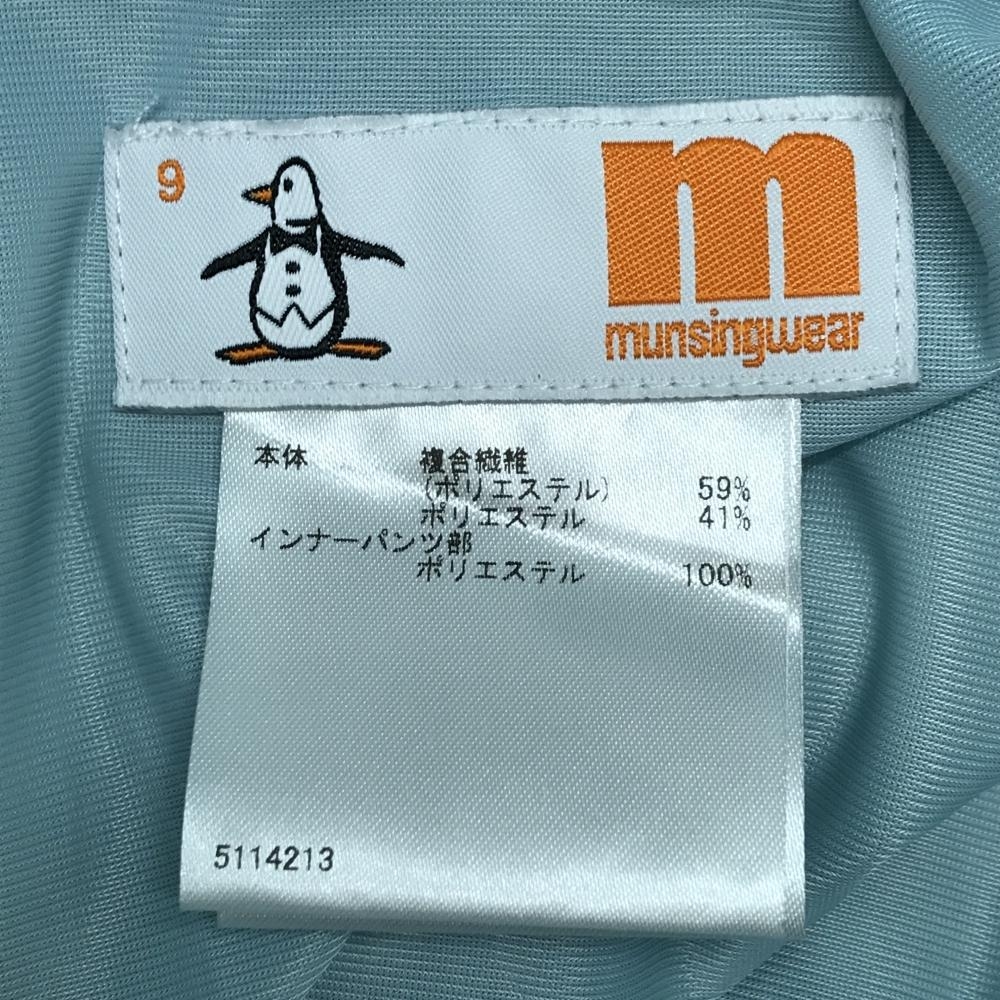 9
m
munsingwear
本体 複合繊維
(ポリエステル) 59%
ポリエステル 41%
インナーパンツ部
ポリエステル 100%
5114213